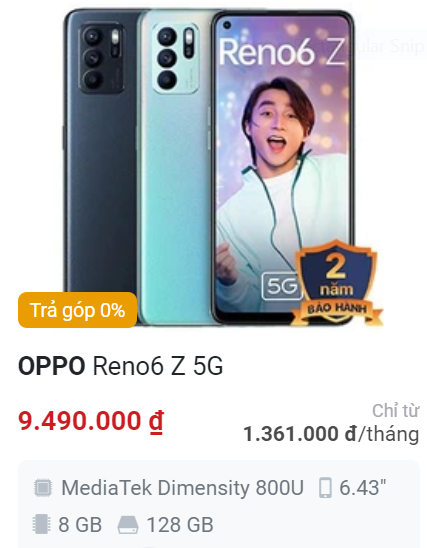 Reno6 Z
5G
2
năm
BẢO HÀNH
Trả góp 0%
OPPO Reno6 Z 5G
9.490.000 ₫
Chỉ từ
1.361.000 đ/tháng
MediaTek Dimensity 800U 6.43"
8 GB 128 GB